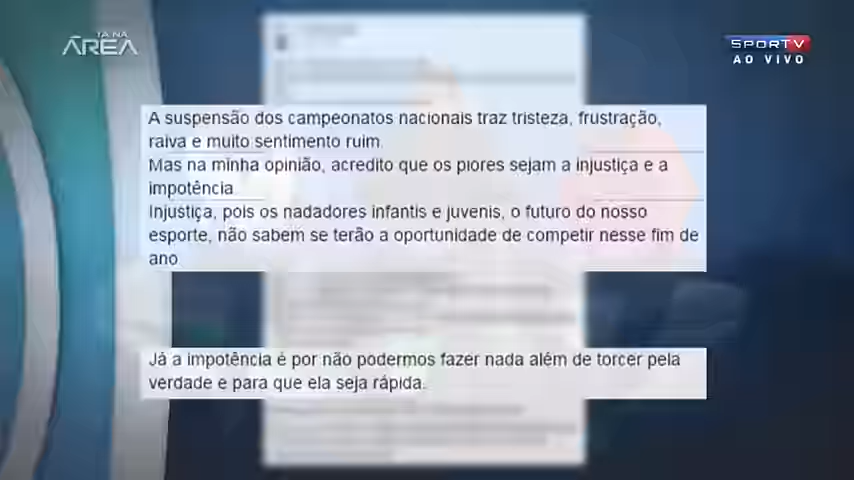 TÁ NA
ÁREA
SPORTV
AO VIVO
A suspensão dos campeonatos nacionais traz tristeza, frustração,
raiva e muito sentimento ruim.
Mas na minha opinião, acredito que os piores sejam a injustiça e a
impotência.
Injustiça, pois os nadadores infantis e juvenis, o futuro do nosso
esporte, não sabem se terão a oportunidade de competir nesse fim de
ano
Já a impotência é por não podermos fazer nada além de torcer pela
verdade e para que ela seja rápida.